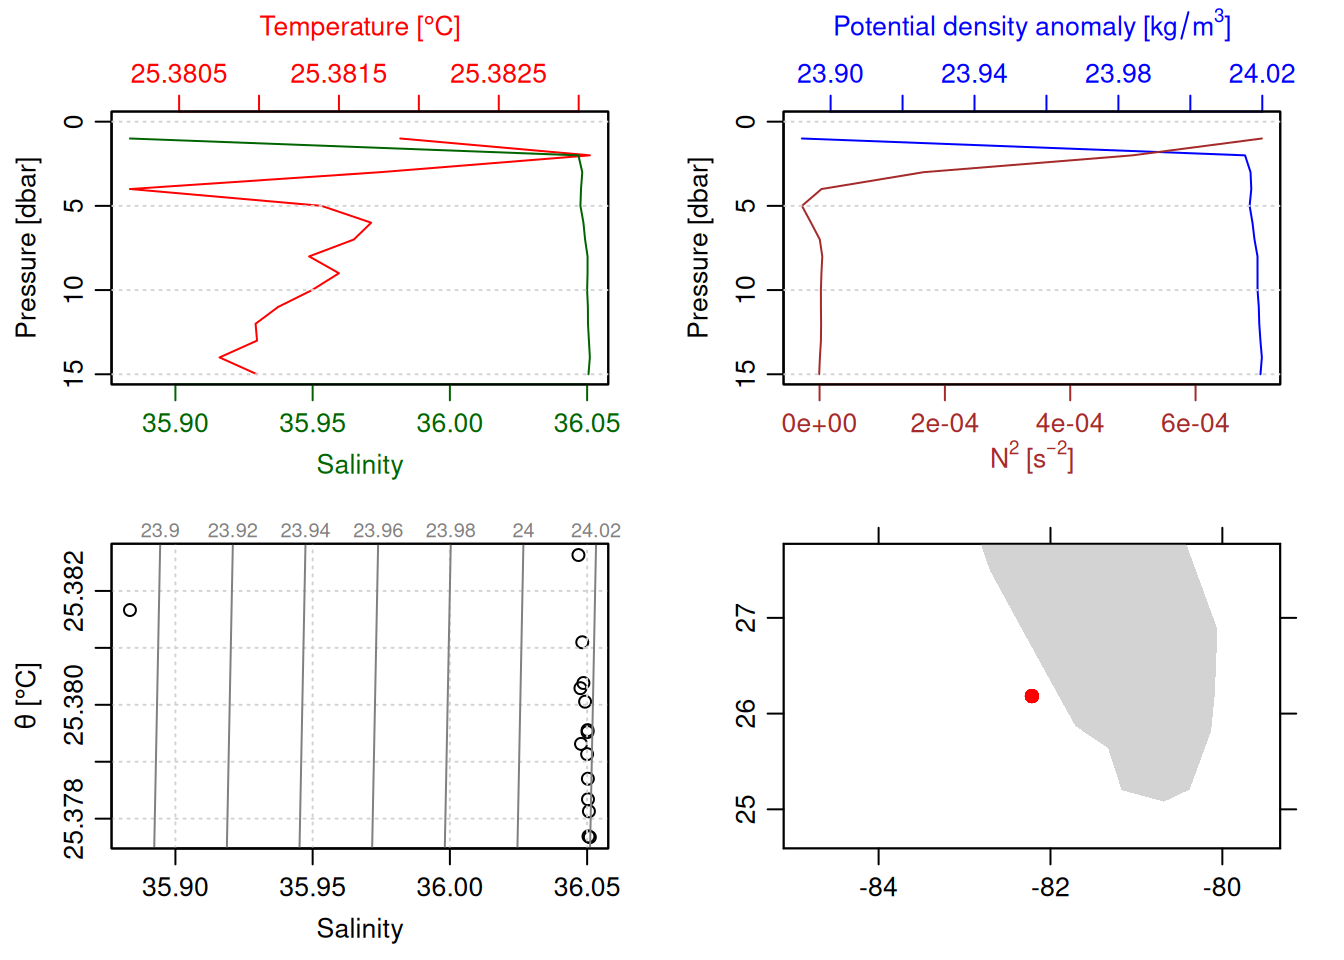 Temperature [°C]
25.3805 25.3815 25.3825
Pressure [dbar]
0
5
10
15
35.90 35.95 36.00 36.05
Salinity
Potential density anomaly [kg/m³]
23.90 23.94 23.98 24.02
Pressure [dbar]
0
5
10
15
0e+00 2e-04 4e-04 6e-04
N² [s⁻²]
23.9 23.92 23.94 23.96 23.98 24 24.02
θ [°C]
25.382
25.380
25.378
35.90 35.95 36.00 36.05
Salinity
27
26
25
-84 -82 -80